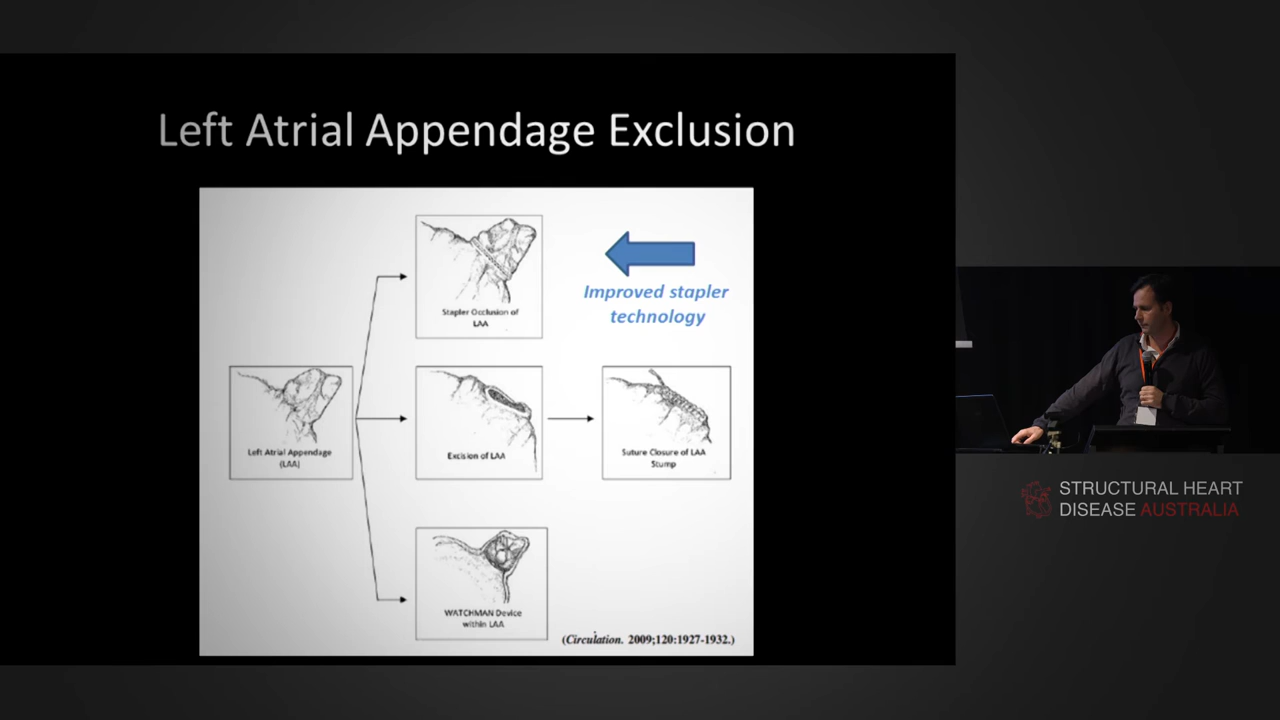 Left Atrial Appendage Exclusion
Stapler Occlusion of
LAA
Improved stapler
technology
Left Atrial Appendage
(LAA)
Excision of LAA
Suture Closure of LAA
Stump
WATCHMAN Device
within LAA
(Circulation. 2009;120:1927-1932.)
STRUCTURAL HEART
DISEASE AUSTRALIA